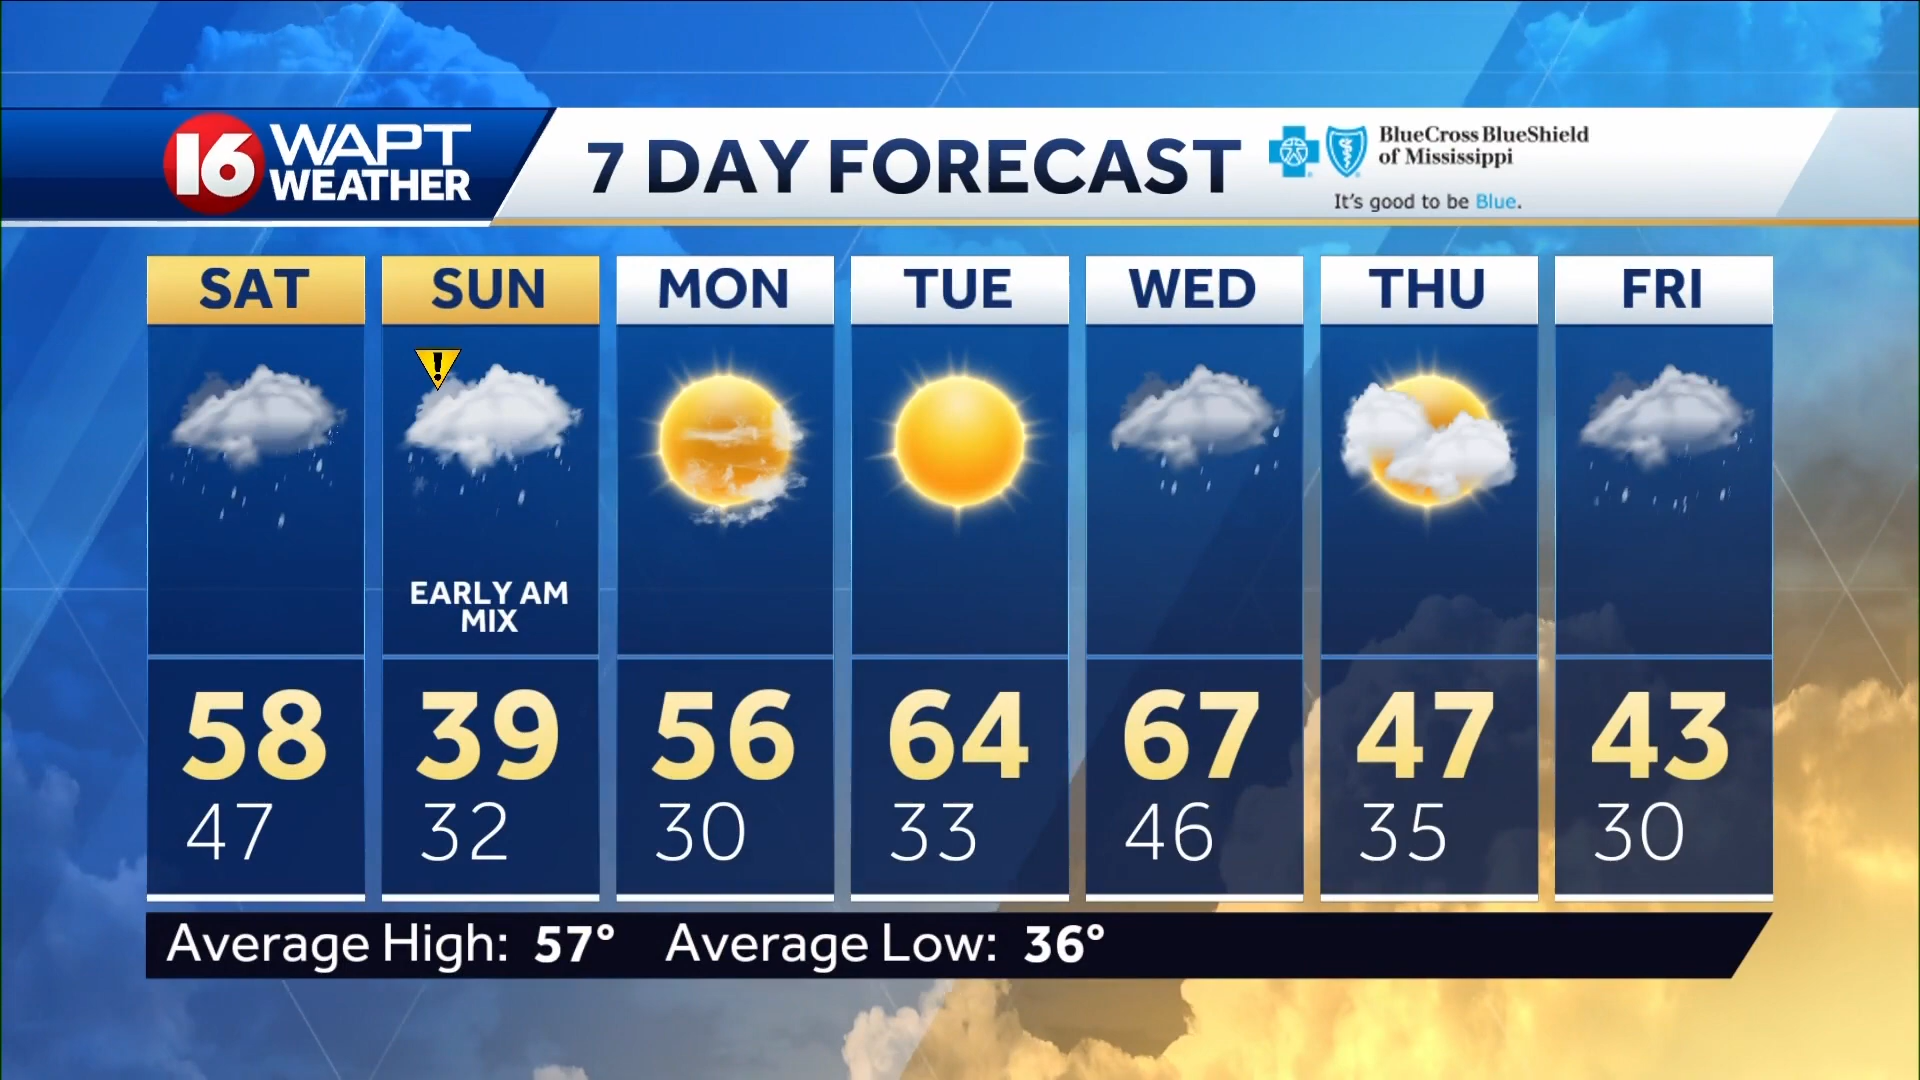 16 WAPT
WEATHER
7 DAY FORECAST
BlueCross BlueShield
of Mississippi
It's good to be Blue.
SAT SUN MON TUE WED THU FRI
!
EARLY AM
MIX
58 39 56 64 67 47 43
47 32 30 33 46 35 30
Average High: 57° Average Low: 36°